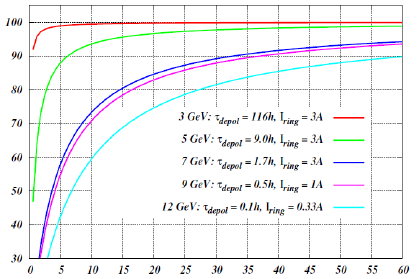 100
90
80
70
60
50
40
30
3 GeV: τdepol = 116h, Iring = 3A
5 GeV: τdepol = 9.0h, Iring = 3A
7 GeV: τdepol = 1.7h, Iring = 3A
9 GeV: τdepol = 0.5h, Iring = 1A
12 GeV: τdepol = 0.1h, Iring = 0.33A
0 5 10 15 20 25 30 35 40 45 50 55 60